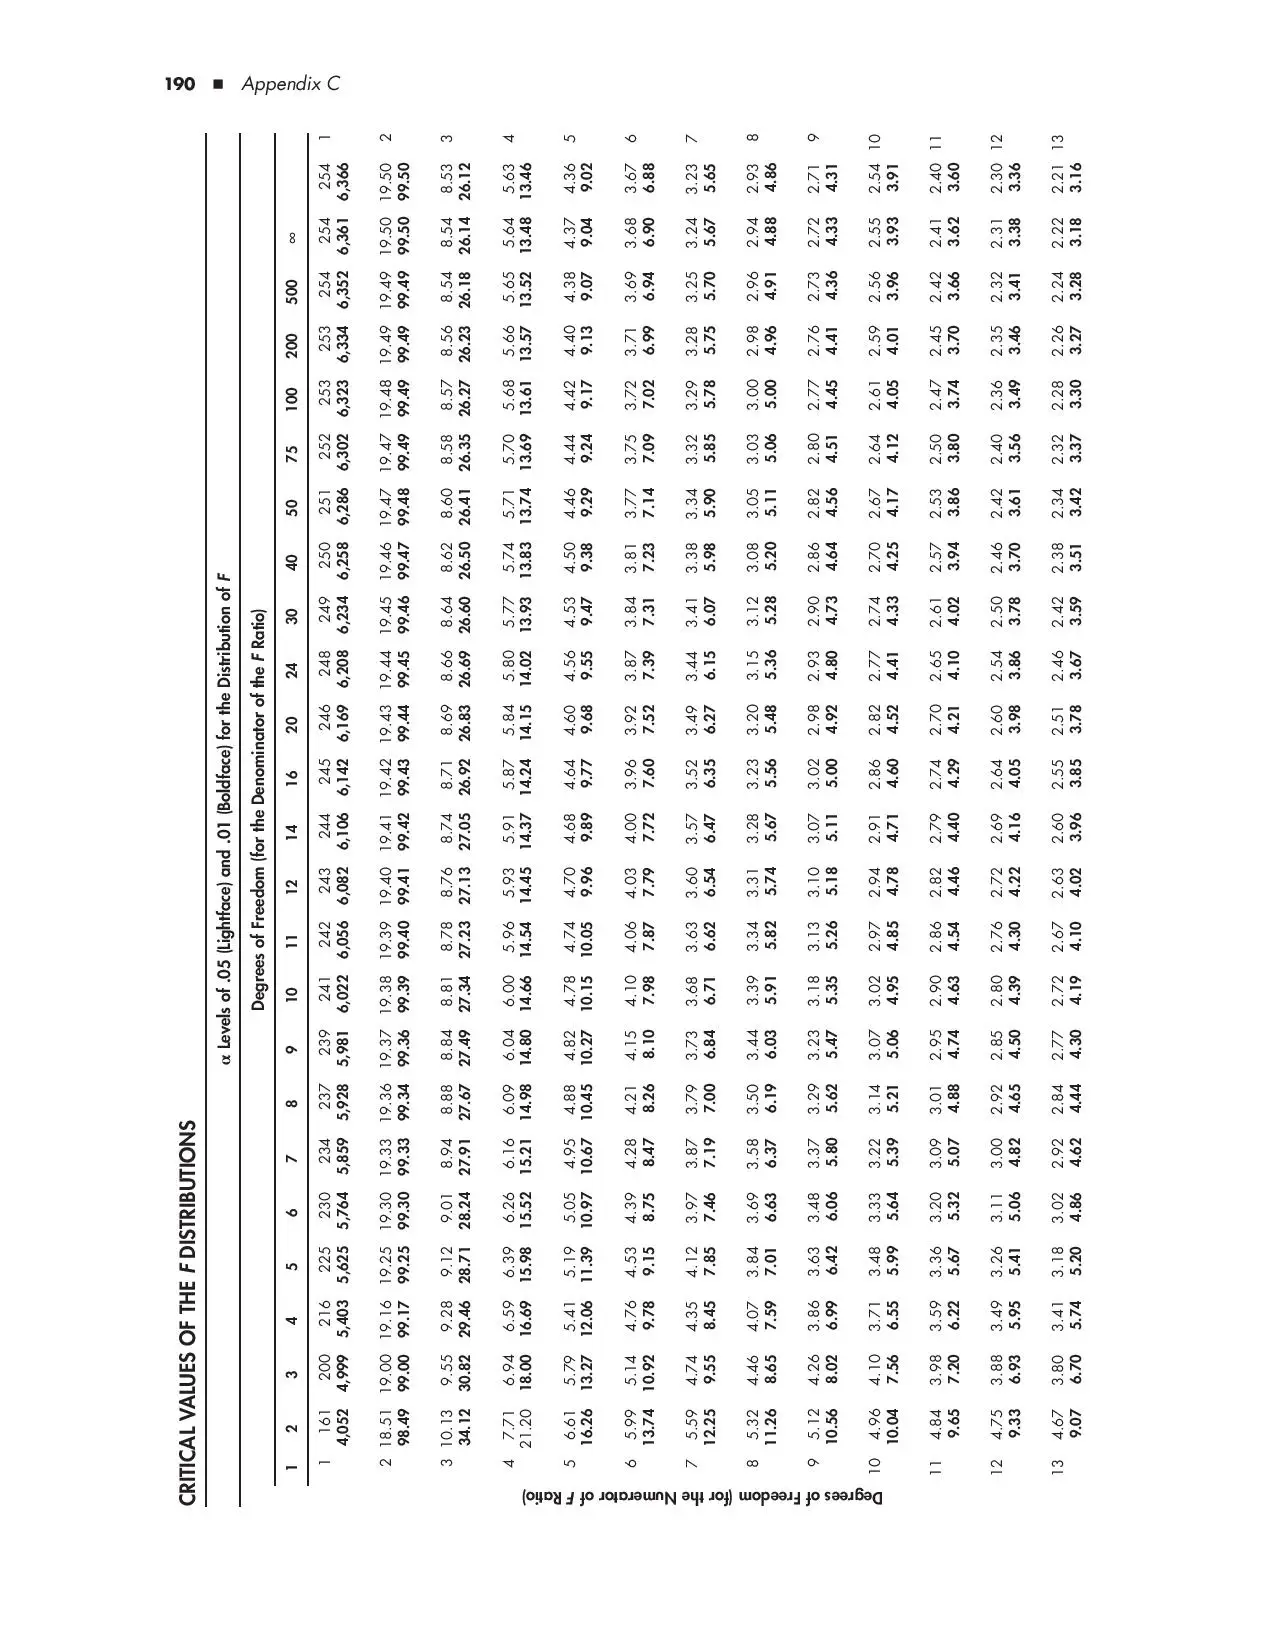 190 ■ Appendix C
CRITICAL VALUES OF THE F DISTRIBUTIONS
α Levels of .05 (Lightface) and .01 (Boldface) for the Distribution of F
Degrees of Freedom (for the Denominator of the F Ratio)
1 2 3 4 5 6 7 8 9 10 11 12 14 16 20 24 30 40 50 75 100 200 500 ∞
1 161 200 216 225 230 234 237 239 241 242 243 244 245 246 248 249 250 251 252 253 253 254 254 254 1
4,052 4,999 5,403 5,625 5,764 5,859 5,928 5,981 6,022 6,056 6,082 6,106 6,142 6,169 6,208 6,234 6,258 6,286 6,302 6,323 6,334 6,352 6,361 6,366
2 18.51 19.00 19.16 19.25 19.30 19.33 19.36 19.37 19.38 19.39 19.40 19.41 19.42 19.43 19.44 19.45 19.46 19.47 19.47 19.48 19.49 19.49 19.50 19.50 2
98.49 99.00 99.17 99.25 99.30 99.33 99.34 99.36 99.39 99.40 99.41 99.42 99.43 99.44 99.45 99.46 99.47 99.48 99.49 99.49 99.49 99.49 99.50 99.50
3 10.13 9.55 9.28 9.12 9.01 8.94 8.88 8.84 8.81 8.78 8.76 8.74 8.71 8.69 8.66 8.64 8.62 8.60 8.58 8.57 8.56 8.54 8.54 8.53 3
34.12 30.82 29.46 28.71 28.24 27.91 27.67 27.49 27.34 27.23 27.13 27.05 26.92 26.83 26.69 26.60 26.50 26.41 26.35 26.27 26.23 26.18 26.14 26.12
4 7.71 6.94 6.59 6.39 6.26 6.16 6.09 6.04 6.00 5.96 5.93 5.91 5.87 5.84 5.80 5.77 5.74 5.71 5.70 5.68 5.66 5.65 5.64 5.63 4
21.20 18.00 16.69 15.98 15.52 15.21 14.98 14.80 14.66 14.54 14.45 14.37 14.24 14.15 14.02 13.93 13.83 13.74 13.69 13.61 13.57 13.52 13.48 13.46
5 6.61 5.79 5.41 5.19 5.05 4.95 4.88 4.82 4.78 4.74 4.70 4.68 4.64 4.60 4.56 4.53 4.50 4.46 4.44 4.42 4.40 4.38 4.37 4.36 5
16.26 13.27 12.06 11.39 10.97 10.67 10.45 10.27 10.15 10.05 9.96 9.89 9.77 9.68 9.55 9.47 9.38 9.29 9.24 9.17 9.13 9.07 9.04 9.02
6 5.99 5.14 4.76 4.53 4.39 4.28 4.21 4.15 4.10 4.06 4.03 4.00 3.96 3.92 3.87 3.84 3.81 3.77 3.75 3.72 3.71 3.69 3.68 3.67 6
13.74 10.92 9.78 9.15 8.75 8.47 8.26 8.10 7.98 7.87 7.79 7.72 7.60 7.52 7.39 7.31 7.23 7.14 7.09 7.02 6.99 6.94 6.90 6.88
7 5.59 4.74 4.35 4.12 3.97 3.87 3.79 3.73 3.68 3.63 3.60 3.57 3.52 3.49 3.44 3.41 3.38 3.34 3.32 3.29 3.28 3.25 3.24 3.23 7
12.25 9.55 8.45 7.85 7.46 7.19 7.00 6.84 6.71 6.62 6.54 6.47 6.35 6.27 6.15 6.07 5.98 5.90 5.85 5.78 5.75 5.70 5.67 5.65
8 5.32 4.46 4.07 3.84 3.69 3.58 3.50 3.44 3.39 3.34 3.31 3.28 3.23 3.20 3.15 3.12 3.08 3.05 3.03 3.00 2.98 2.96 2.94 2.93 8
11.26 8.65 7.59 7.01 6.63 6.37 6.19 6.03 5.91 5.82 5.74 5.67 5.56 5.48 5.36 5.28 5.20 5.11 5.06 5.00 4.96 4.91 4.88 4.86
9 5.12 4.26 3.86 3.63 3.48 3.37 3.29 3.23 3.18 3.13 3.10 3.07 3.02 2.98 2.93 2.90 2.86 2.82 2.80 2.77 2.76 2.73 2.72 2.71 9
10.56 8.02 6.99 6.42 6.06 5.80 5.62 5.47 5.35 5.26 5.18 5.11 5.00 4.92 4.80 4.73 4.64 4.56 4.51 4.45 4.41 4.36 4.33 4.31
10 4.96 4.10 3.71 3.48 3.33 3.22 3.14 3.07 3.02 2.97 2.94 2.91 2.86 2.82 2.77 2.74 2.70 2.67 2.64 2.61 2.59 2.56 2.55 2.54 10
10.04 7.56 6.55 5.99 5.64 5.39 5.21 5.06 4.95 4.85 4.78 4.71 4.60 4.52 4.41 4.33 4.25 4.17 4.12 4.05 4.01 3.96 3.93 3.91
11 4.84 3.98 3.59 3.36 3.20 3.09 3.01 2.95 2.90 2.86 2.82 2.79 2.74 2.70 2.65 2.61 2.57 2.53 2.50 2.47 2.45 2.42 2.41 2.40 11
9.65 7.20 6.22 5.67 5.32 5.07 4.88 4.74 4.63 4.54 4.46 4.40 4.29 4.21 4.10 4.02 3.94 3.86 3.80 3.74 3.70 3.66 3.62 3.60
12 4.75 3.88 3.49 3.26 3.11 3.00 2.92 2.85 2.80 2.76 2.72 2.69 2.64 2.60 2.54 2.50 2.46 2.42 2.40 2.36 2.35 2.32 2.31 2.30 12
9.33 6.93 5.95 5.41 5.06 4.82 4.65 4.50 4.39 4.30 4.22 4.16 4.05 3.98 3.86 3.78 3.70 3.61 3.56 3.49 3.46 3.41 3.38 3.36
13 4.67 3.80 3.41 3.18 3.02 2.92 2.84 2.77 2.72 2.67 2.63 2.60 2.55 2.51 2.46 2.42 2.38 2.34 2.32 2.28 2.26 2.24 2.22 2.21 13
9.07 6.70 5.74 5.20 4.86 4.62 4.44 4.30 4.19 4.10 4.02 3.96 3.85 3.78 3.67 3.59 3.51 3.42 3.37 3.30 3.27 3.28 3.18 3.16
Degrees of Freedom (for the Numerator of F Ratio)